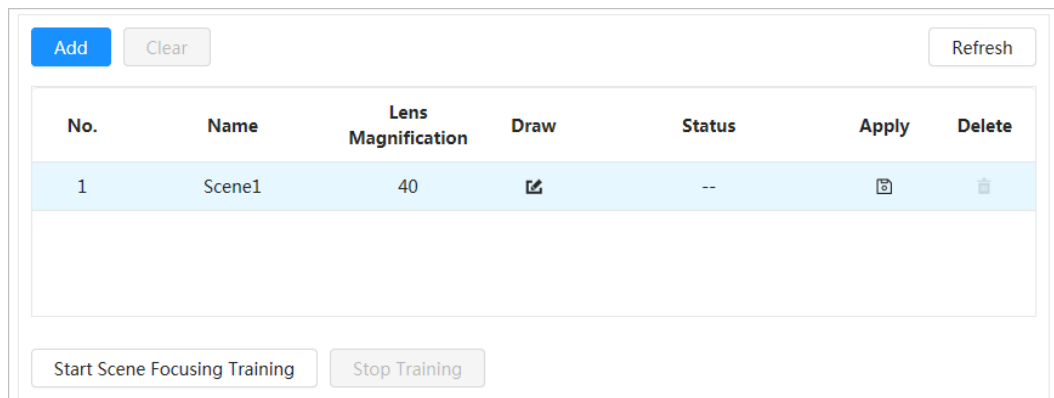 Add Clear Refresh
No. Name Lens Magnification Draw Status Apply Delete
1 Scene1 40 --
Start Scene Focusing Training Stop Training